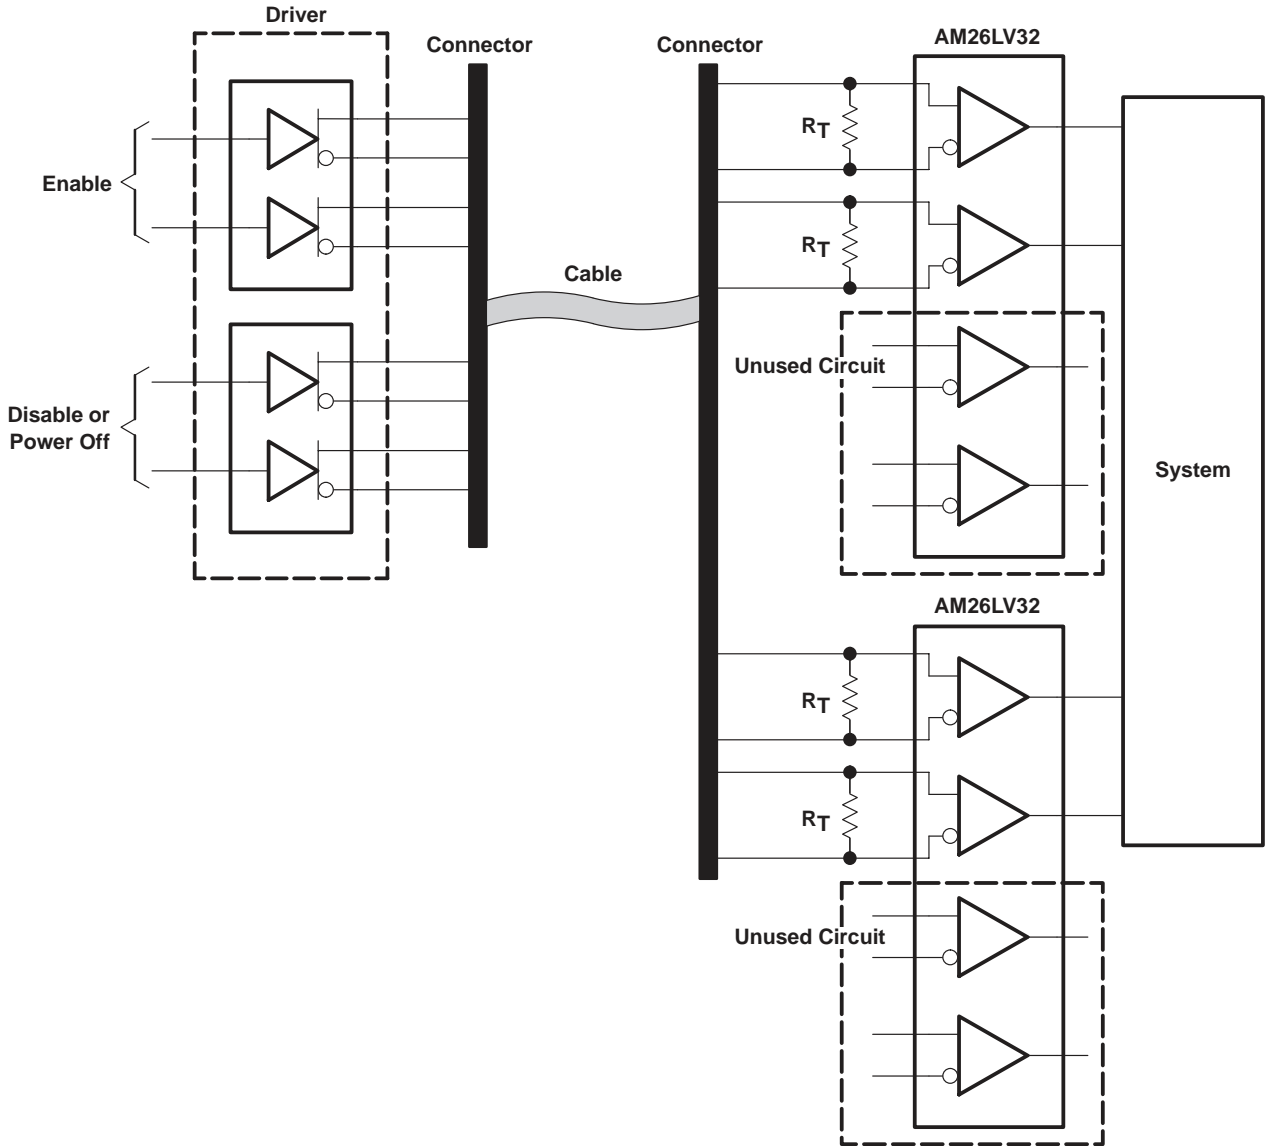 Driver
Connector
Connector
AM26LV32
RT
Enable
RT
Cable
Unused Circuit
Disable or
Power Off
System
AM26LV32
RT
RT
Unused Circuit